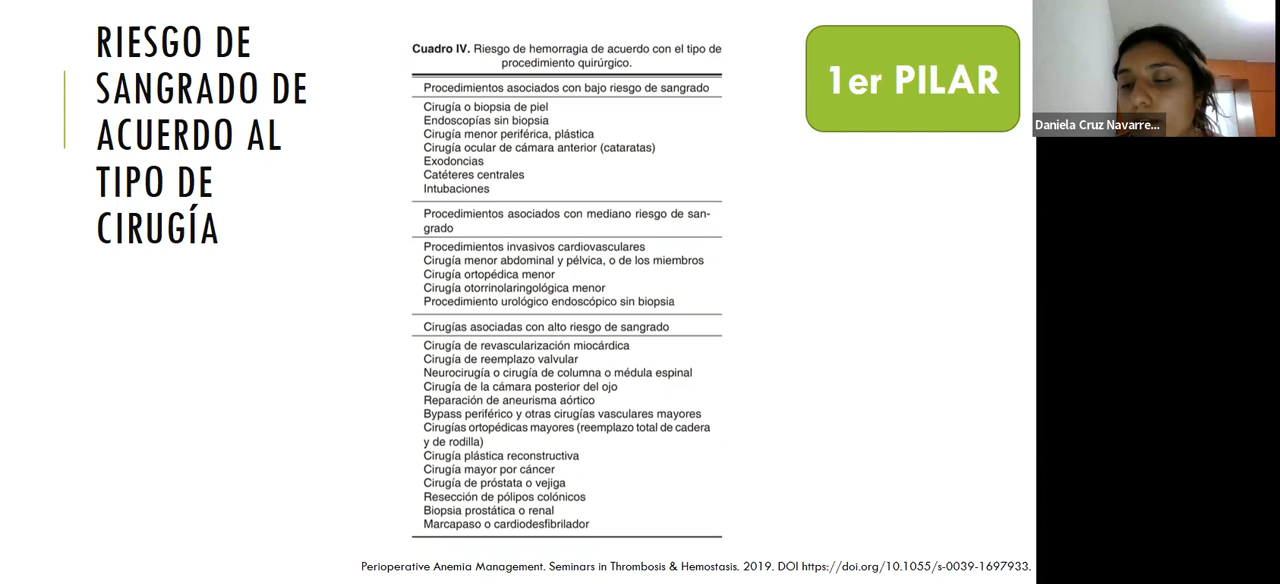 RIESGO DE
SANGRADO DE
ACUERDO AL
TIPO DE
CIRUGÍA
Cuadro IV. Riesgo de hemorragia de acuerdo con el tipo de
procedimiento quirúrgico.
Procedimientos asociados con bajo riesgo de sangrado
Cirugía o biopsia de piel
Endoscopías sin biopsia
Cirugía menor periférica, plástica
Cirugía ocular de cámara anterior (cataratas)
Exodoncias
Catéteres centrales
Intubaciones
Procedimientos asociados con mediano riesgo de san-
grado
Procedimientos invasivos cardiovasculares
Cirugía menor abdominal y pélvica, o de los miembros
Cirugía ortopédica menor
Cirugía otorrinolaringológica menor
Procedimiento urológico endoscópico sin biopsia
Cirugías asociadas con alto riesgo de sangrado
Cirugía de revascularización miocárdica
Cirugía de reemplazo valvular
Neurocirugía o cirugía de columna o médula espinal
Cirugía de la cámara posterior del ojo
Reparación de aneurisma aórtico
Bypass periférico y otras cirugías vasculares mayores
Cirugías ortopédicas mayores (reemplazo total de cadera
y de rodilla)
Cirugía plástica reconstructiva
Cirugía mayor por cáncer
Cirugía de próstata o vejiga
Resección de pólipos colónicos
Biopsia prostática o renal
Marcapaso o cardiodesfibrilador
1er PILAR
Daniela Cruz Navarre...
Perioperative Anemia Management. Seminars in Thrombosis & Hemostasis. 2019. DOI https://doi.org/10.1055/s-0039-1697933.